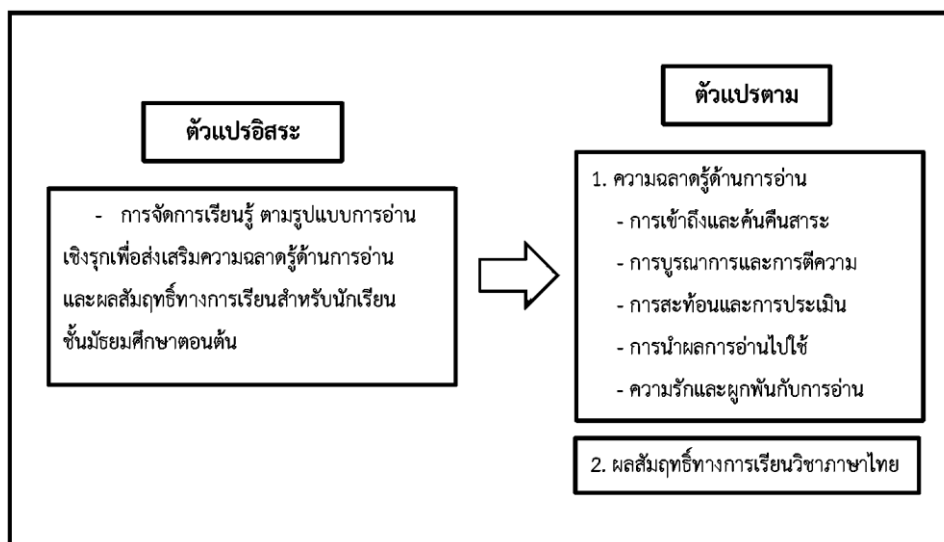 ตัวแปรอิสระ
- การจัดการเรียนรู้ ตามรูปแบบการอ่าน
เชิงรุกเพื่อส่งเสริมความฉลาดรู้ด้านการอ่าน
และผลสัมฤทธิ์ทางการเรียนสำหรับนักเรียน
ชั้นมัธยมศึกษาตอนต้น
ตัวแปรตาม
1. ความฉลาดรู้ด้านการอ่าน
- การเข้าถึงและค้นคืนสาระ
- การบูรณาการและการตีความ
- การสะท้อนและการประเมิน
- การนำผลการอ่านไปใช้
- ความรักและผูกพันกับการอ่าน
2. ผลสัมฤทธิ์ทางการเรียนวิชาภาษาไทย